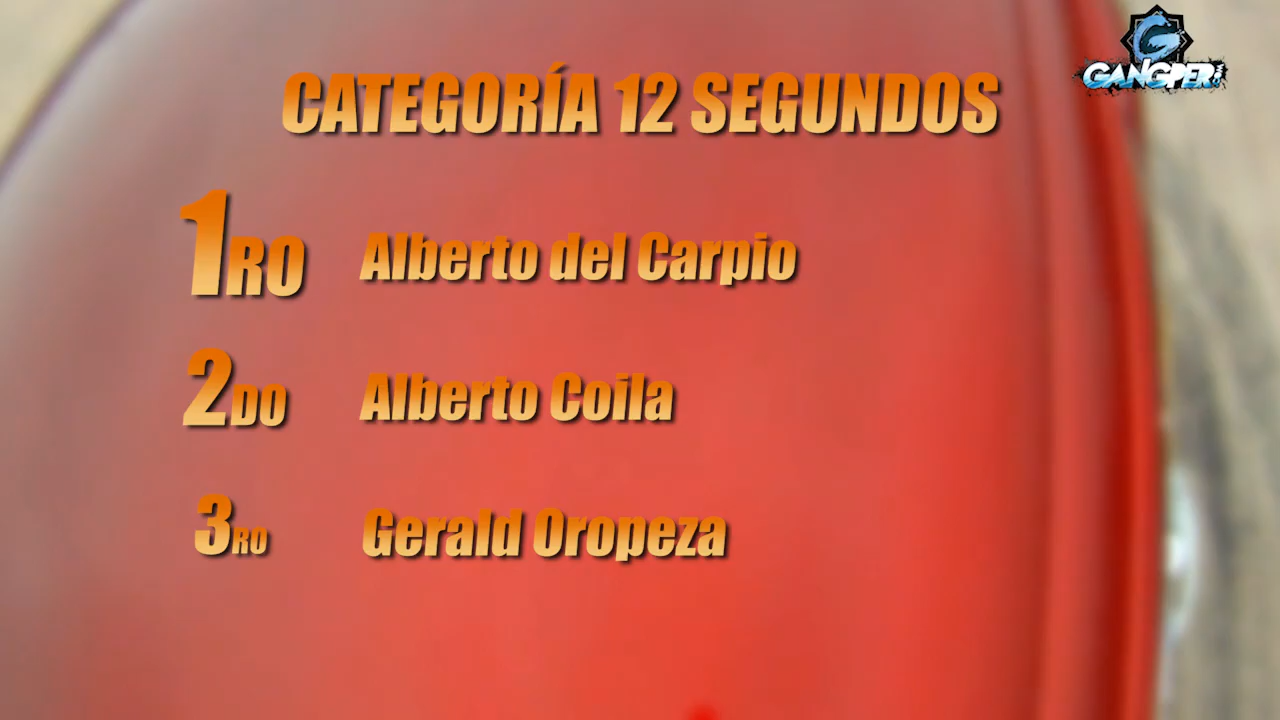 GANGPER
CATEGORÍA 12 SEGUNDOS
1RO Alberto del Carpio
2DO Alberto Coila
3RO Gerald Oropeza